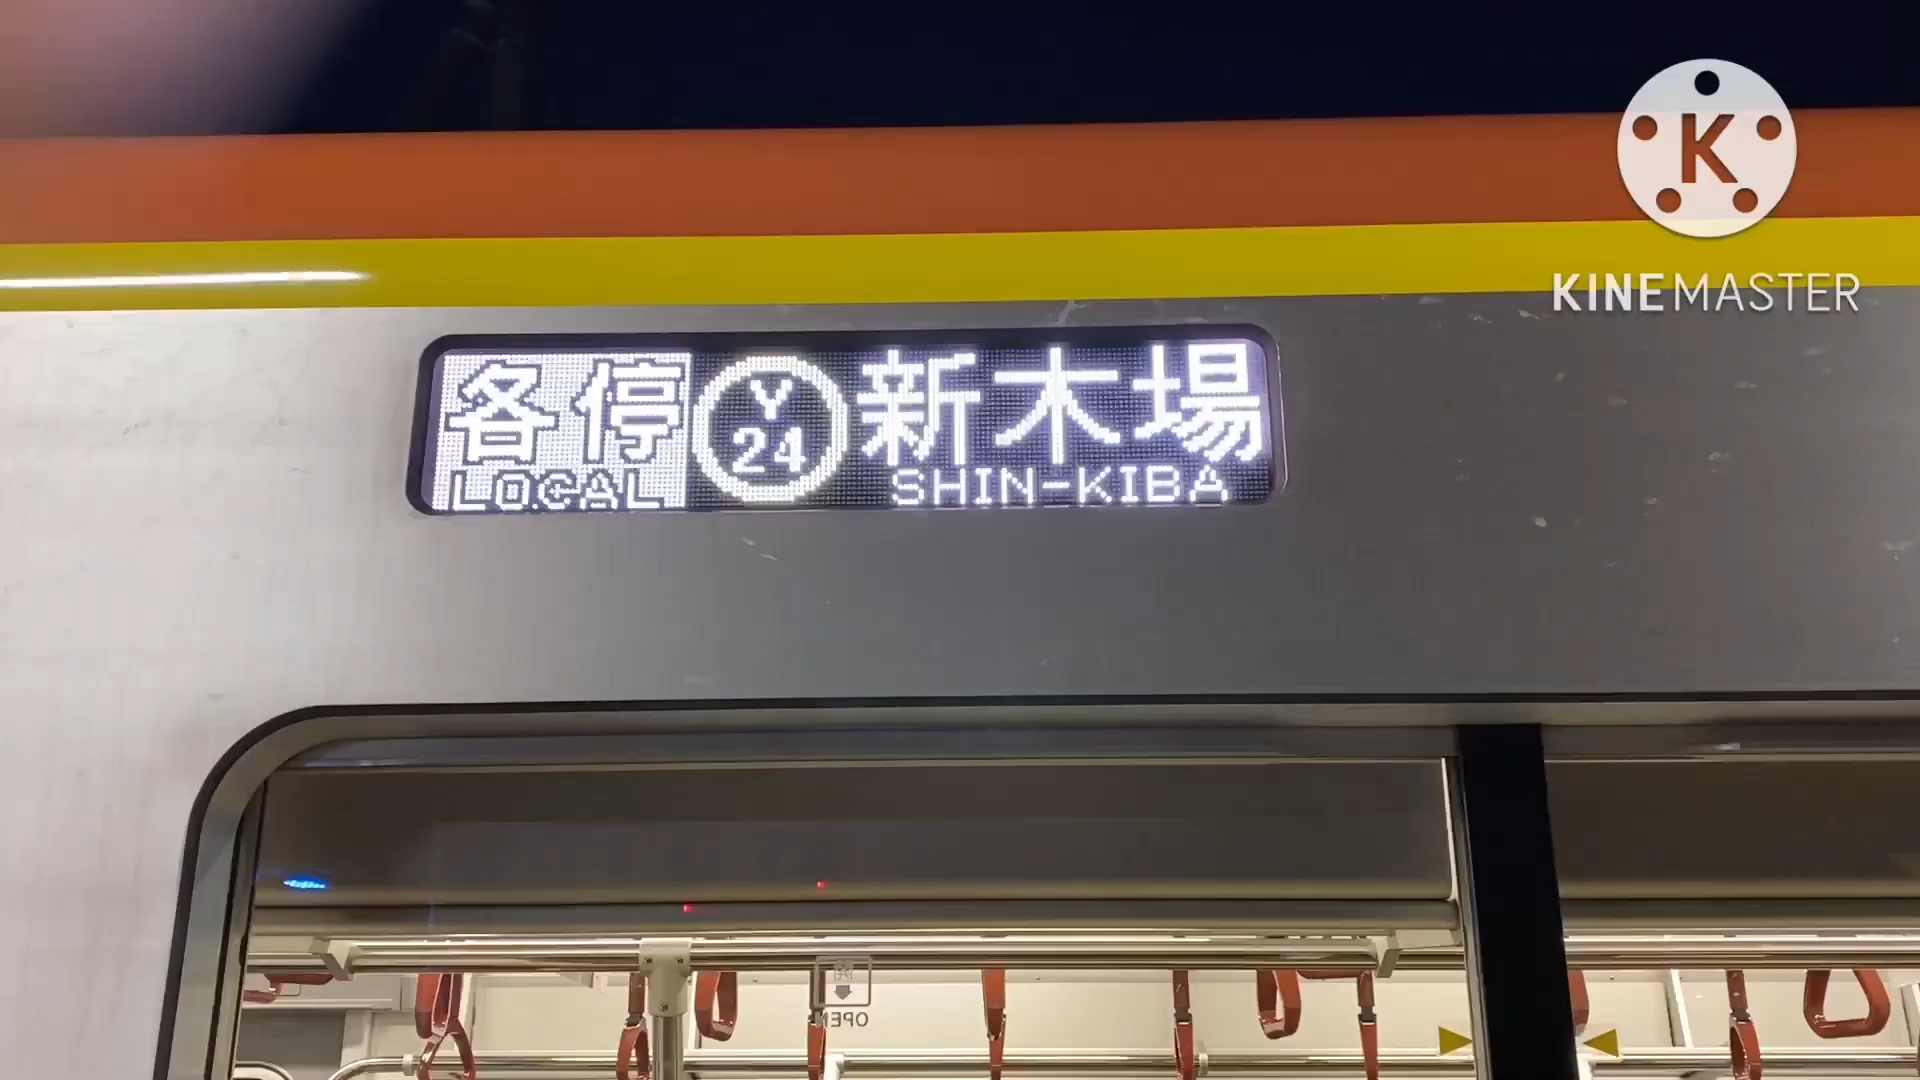 K
KINEMASTER
各停 Y 新木場
LOCAL 24 SHIN-KIBA
OPEN